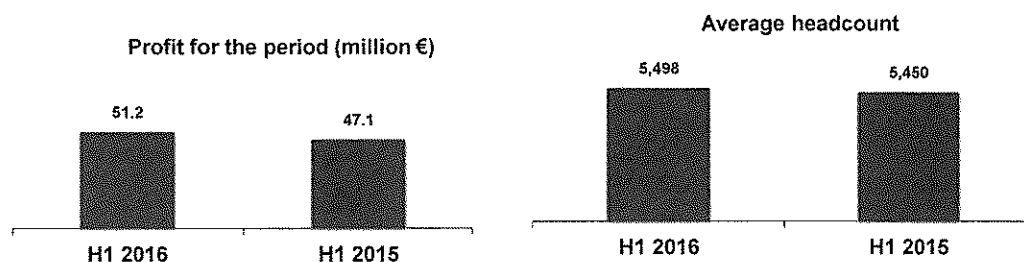 Profit for the period (million €)
51.2
47.1
H1 2016
H1 2015
Average headcount
5,498
5,450
H1 2016
H1 2015